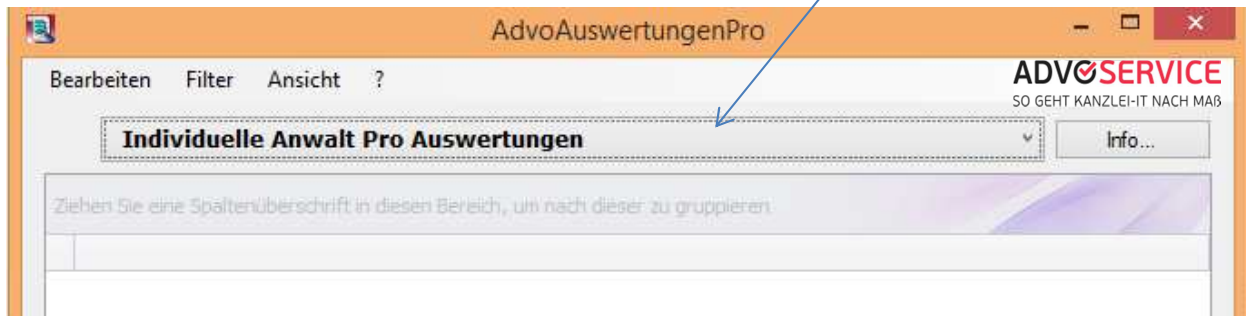 AdvoAuswertungenPro
Bearbeiten Filter Ansicht ?
ADVOSERVICE
SO GEHT KANZLEI-IT NACH MAß
Individuelle Anwalt Pro Auswertungen
Info...
Ziehen Sie eine Spaltenüberschrift in diesen Bereich, um nach dieser zu gruppieren